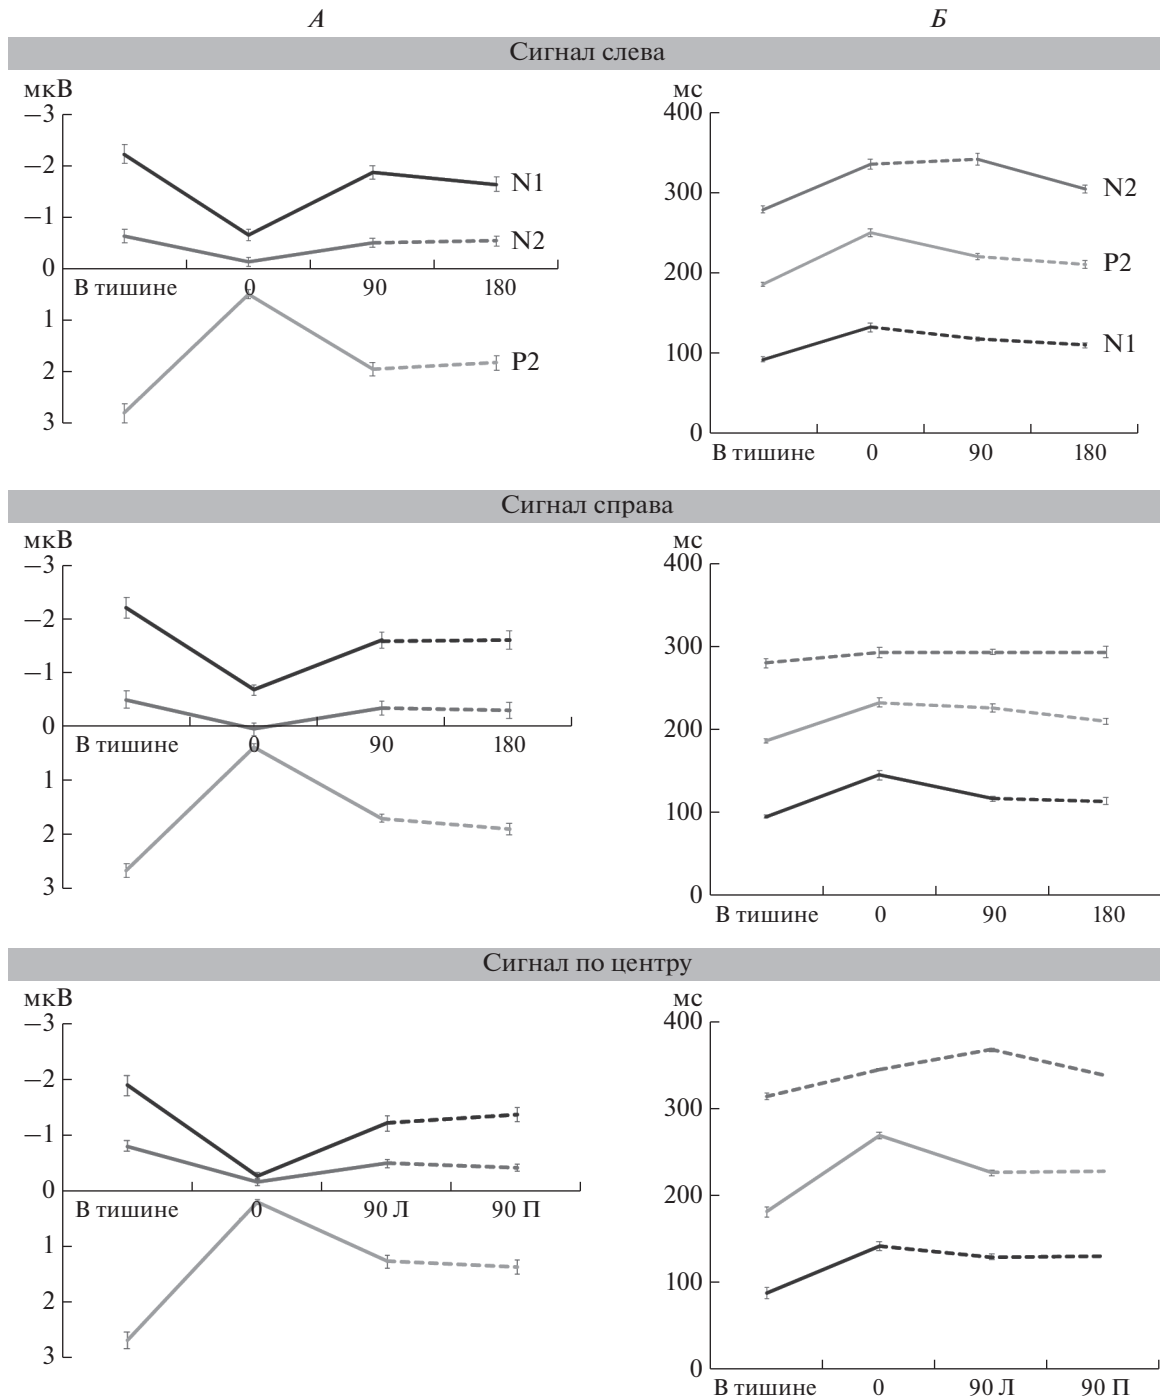 А
Б
Сигнал слева
мкВ
–3
–2
–1
0
1
2
3
В тишине
0
90
180
N1
N2
P2
мс
400
300
200
100
0
В тишине
0
90
180
N2
P2
N1
Сигнал справа
мкВ
–3
–2
–1
0
1
2
3
В тишине
0
90
180
мс
400
300
200
100
0
В тишине
0
90
180
Сигнал по центру
мкВ
–3
–2
–1
0
1
2
3
В тишине
0
90 Л
90 П
мс
400
300
200
100
0
В тишине
0
90 Л
90 П